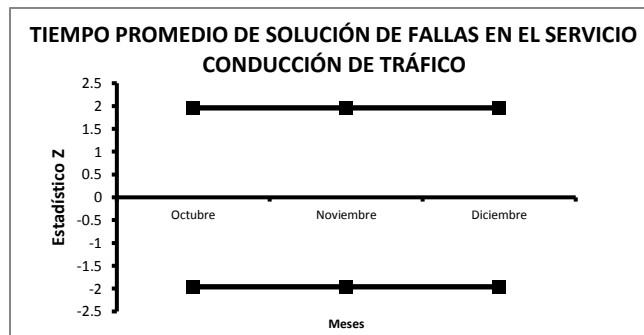 TIEMPO PROMEDIO DE SOLUCIÓN DE FALLAS EN EL SERVICIO
CONDUCCIÓN DE TRÁFICO
Estadístico Z
2.5
2
1.5
1
0.5
0
-0.5
-1
-1.5
-2
-2.5
Octubre
Noviembre
Diciembre
Meses